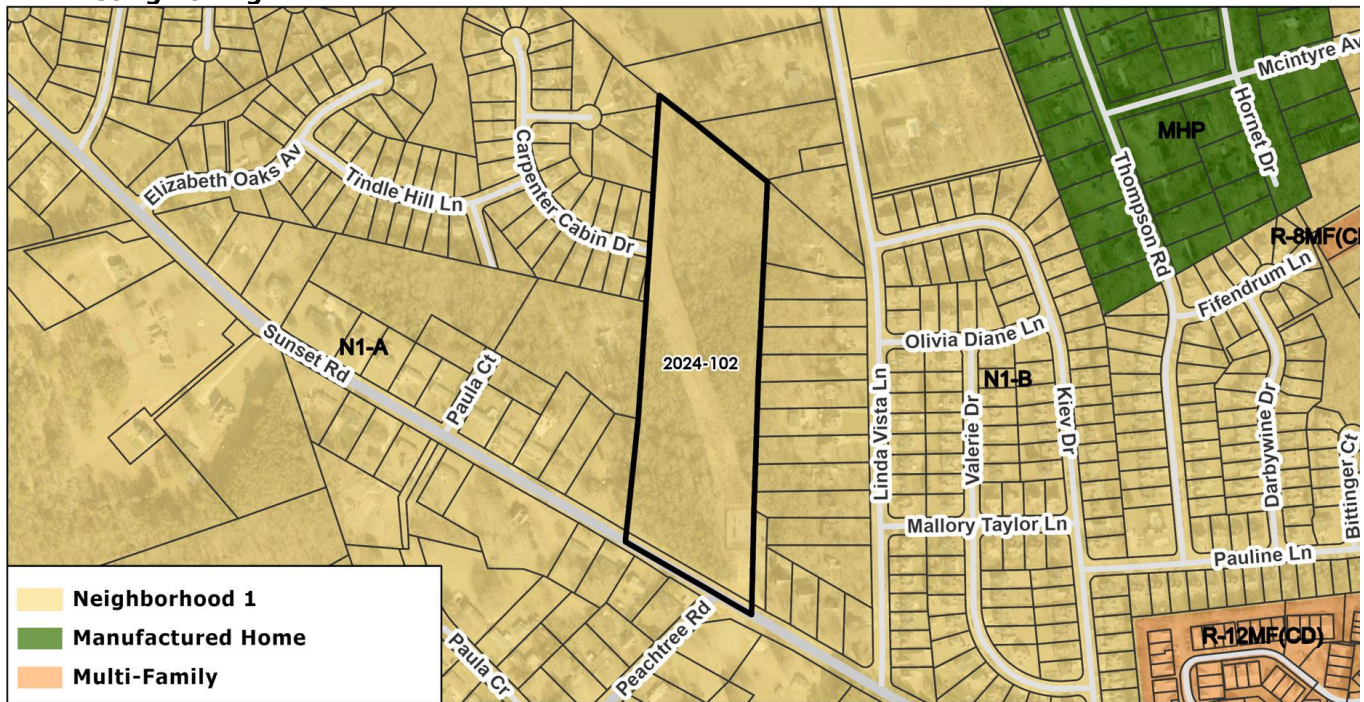 Mcintyre Av
Hornet Dr
MHP
Elizabeth Oaks Av
Tindle Hill Ln
Carpenter Cabin Dr
Thompson Rd
R-8MF(C
Fifendrum Ln
Sunset Rd
N1-A
Paula Ct
2024-102
Linda Vista Ln
Olivia Diane Ln
N1-B
Valerie Dr
Kiev Dr
Darbywine Dr
Bittinger Ct
Mallory Taylor Ln
Pauline Ln
Peachtree Rd
Paula Cr
R-12MF(CD)
Neighborhood 1
Manufactured Home
Multi-Family